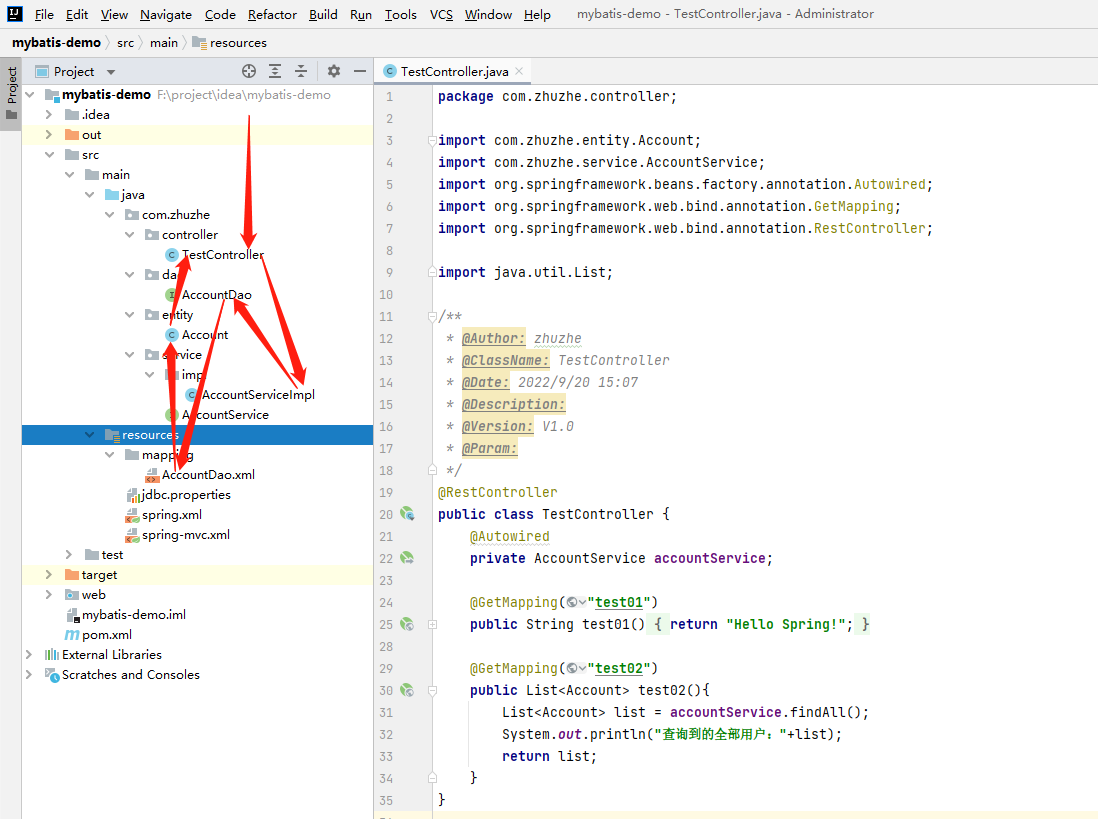 File Edit View Navigate Code Refactor Build Run Tools VCS Window Help mybatis-demo - TestController.java - Administrator
mybatis-demo src main resources
Project
Project
mybatis-demo F:\project\idea\mybatis-demo
.idea
out
src
main
java
com.zhuzhe
controller
TestController
dao
AccountDao
entity
Account
service
impl
AccountServiceImpl
AccountService
resources
mapping
AccountDao.xml
jdbc.properties
spring.xml
spring-mvc.xml
test
target
web
mybatis-demo.iml
pom.xml
External Libraries
Scratches and Consoles
TestController.java
1 package com.zhuzhe.controller;
2
3 import com.zhuzhe.entity.Account;
4 import com.zhuzhe.service.AccountService;
5 import org.springframework.beans.factory.annotation.Autowired;
6 import org.springframework.web.bind.annotation.GetMapping;
7 import org.springframework.web.bind.annotation.RestController;
8
9 import java.util.List;
10
11 /**
12 * @Author: zhuzhe
13 * @ClassName: TestController
14 * @Date: 2022/9/20 15:07
15 * @Description:
16 * @Version: V1.0
17 * @Param:
18 */
19 @RestController
20 public class TestController {
21 @Autowired
22 private AccountService accountService;
23
24 @GetMapping("test01")
25 public String test01() { return "Hello Spring!"; }
28
29 @GetMapping("test02")
30 public List<Account> test02(){
31 List<Account> list = accountService.findAll();
32 System.out.println("查询到的全部用户："+list);
33 return list;
34 }
35 }